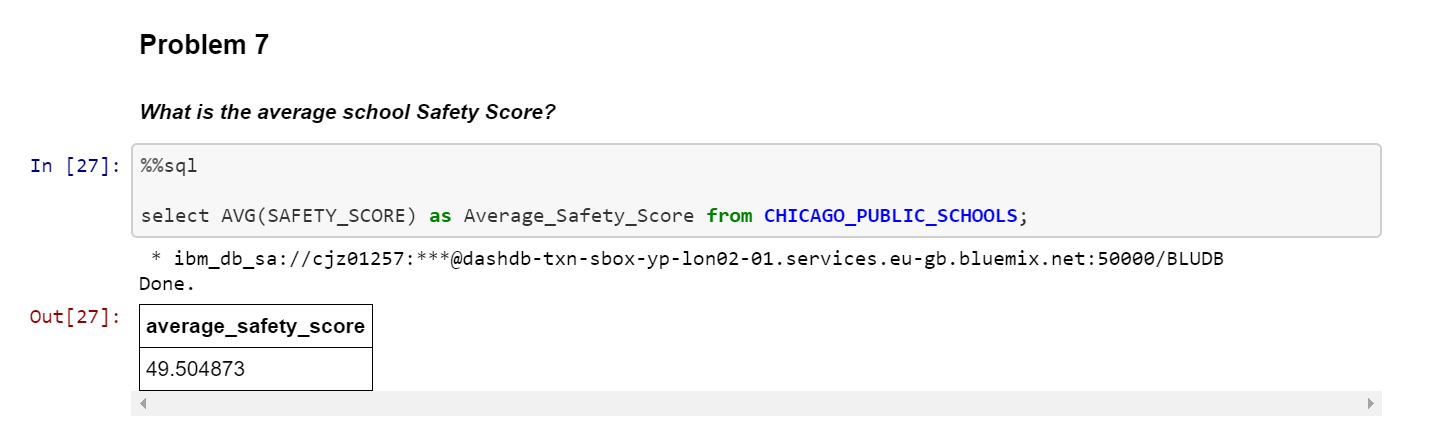 Problem 7
What is the average school Safety Score?
In [27]:
%%sql
select AVG(SAFETY_SCORE) as Average_Safety_Score from CHICAGO_PUBLIC_SCHOOLS;
* ibm_db_sa://cjz01257:***@dashdb-txn-sbox-yp-lon02-01.services.eu-gb.bluemix.net:50000/BLUDB
Done.
Out[27]:
average_safety_score
49.504873